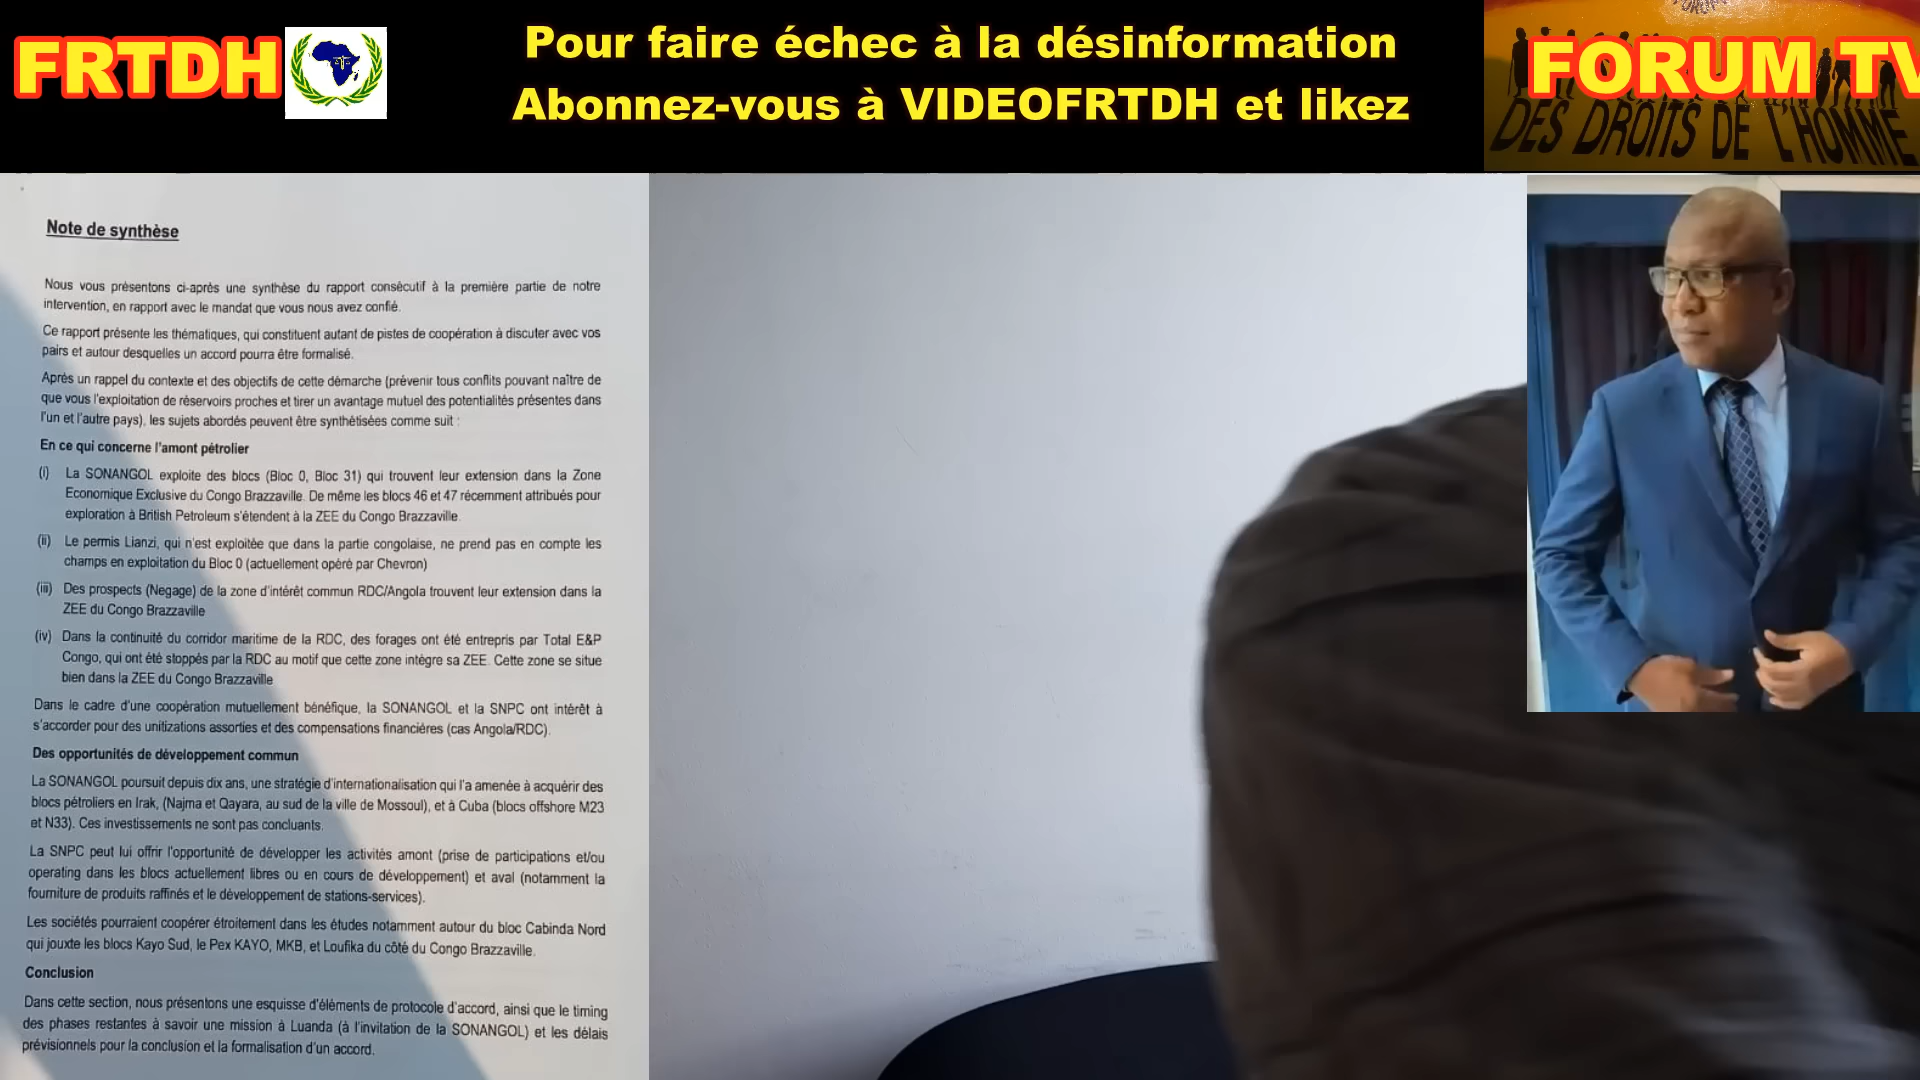 FRTDH
Pour faire échec à la désinformation
Abonnez-vous à VIDEOFRTDH et likez
FORUM TV
DES DROITS DE L'HOMME
Note de synthèse
Nous vous présentons ci-après une synthèse du rapport consécutif à la première partie de notre
intervention, en rapport avec le mandat que vous nous avez confié.
Ce rapport présente les thématiques, qui constituent autant de pistes de coopération à discuter avec vos
pairs et autour desquelles un accord pourra être formalisé.
Après un rappel du contexte et des objectifs de cette démarche (prévenir tous conflits pouvant naître de
que vous l'exploitation de réservoirs proches et tirer un avantage mutuel des potentialités présentes dans
l'un et l'autre pays), les sujets abordés peuvent être synthétisées comme suit :
En ce qui concerne l'amont pétrolier
(i) La SONANGOL exploite des blocs (Bloc 0, Bloc 31) qui trouvent leur extension dans la Zone
Economique Exclusive du Congo Brazzaville. De même les blocs 46 et 47 récemment attribués pour
exploration à British Petroleum s'étendent à la ZEE du Congo Brazzaville.
(ii) Le permis Lianzi, qui n'est exploitée que dans la partie congolaise, ne prend pas en compte les
champs en exploitation du Bloc 0 (actuellement opéré par Chevron)
(iii) Des prospects (Negage) de la zone d'intérêt commun RDC/Angola trouvent leur extension dans la
ZEE du Congo Brazzaville
(iv) Dans la continuité du corridor maritime de la RDC, des forages ont été entrepris par Total E&P
Congo, qui ont été stoppés par la RDC au motif que cette zone intègre sa ZEE. Cette zone se situe
bien dans la ZEE du Congo Brazzaville
Dans le cadre d'une coopération mutuellement bénéfique, la SONANGOL et la SNPC ont intérêt à
s'accorder pour des unitizations assorties et des compensations financières (cas Angola/RDC).
Des opportunités de développement commun
La SONANGOL poursuit depuis dix ans, une stratégie d'internationalisation qui l'a amenée à acquérir des
blocs pétroliers en Irak, (Najma et Qayara, au sud de la ville de Mossoul), et à Cuba (blocs offshore M23
et N33). Ces investissements ne sont pas concluants.
La SNPC peut lui offrir l'opportunité de développer les activités amont (prise de participations et/ou
operating dans les blocs actuellement libres ou en cours de développement) et aval (notamment la
fourniture de produits raffinés et le développement de stations-services).
Les sociétés pourraient coopérer étroitement dans les études notamment autour du bloc Cabinda Nord
qui jouxte les blocs Kayo Sud, le Pex KAYO, MKB, et Loufika du côté du Congo Brazzaville.
Conclusion
Dans cette section, nous présentons une esquisse d'éléments de protocole d'accord, ainsi que le timing
des phases restantes à savoir une mission à Luanda (à l'invitation de la SONANGOL) et les délais
prévisionnels pour la conclusion et la formalisation d'un accord.